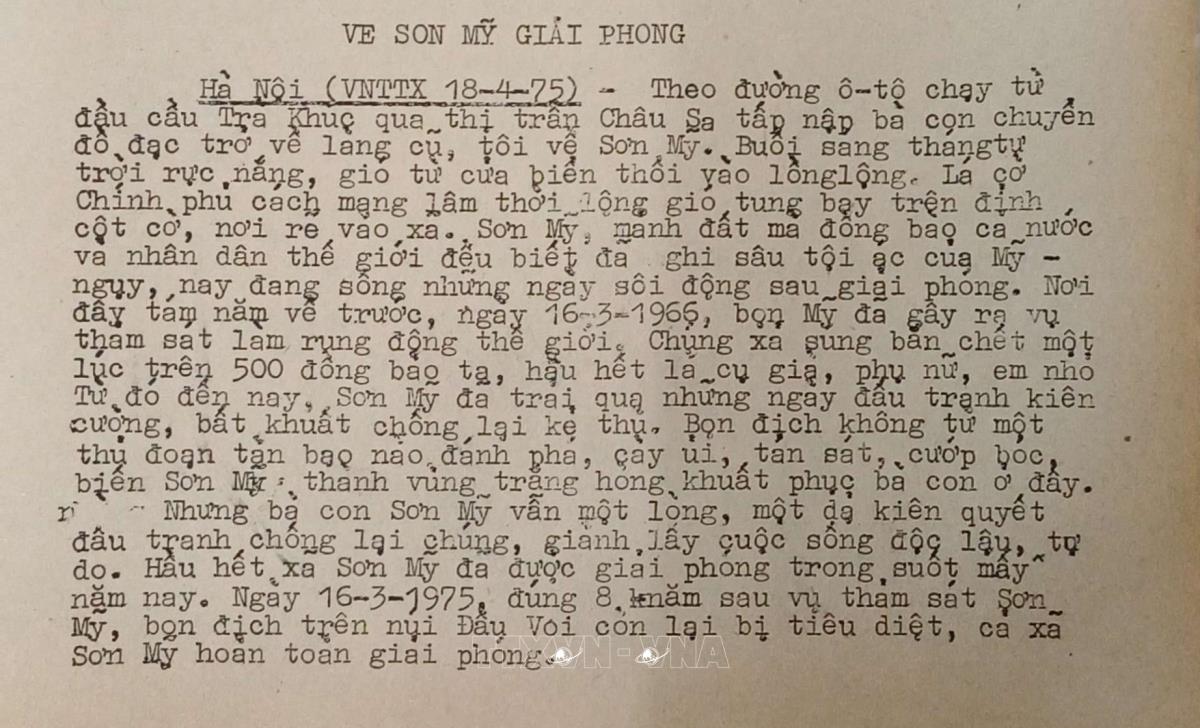 VE SON MỸ GIẢI PHONG
Hà Nội (VNTTX 18-4-75) - Theo đường ô-tô chạy từ
đầu cầu Trà Khúc qua thị trấn Châu Sa tấp nập bà con chuyển
đồ đạc trở về làng cũ, tôi về Sơn Mỹ. Buổi sang thángtư
trời rực nắng, gió từ cửa biển thổi vào lồnglộng. Lá cờ
Chính phủ cách mạng lâm thời lộng gió tung bay trên đỉnh
cột cờ, nơi rẽ vào xã. Sơn Mỹ, mảnh đất mà đồng bào cả nước
và nhân dân thế giới đều biết đã ghi sâu tội ác của Mỹ -
ngụy, nay đang sống những ngày sôi động sau giải phóng. Nơi
đây tám năm về trước, ngày 16-3-1966, bọn Mỹ đã gây ra vụ
thảm sát làm rung động thế giới. Chúng xả súng bắn chết một
lúc trên 500 đồng bào ta, hầu hết là cụ già, phụ nữ, em nhỏ
Từ đó đến nay, Sơn Mỹ đã trải qua những ngày đấu tranh kiên
cường, bất khuất chống lại kẻ thù. Bọn địch không từ một
thủ đoạn tàn bạo nào đánh phá, cày ủi, tàn sát, cướp bóc,
biến Sơn Mỹ thành vùng trắng hòng khuất phục bà con ở đây.
Nhưng bà con Sơn Mỹ vẫn một lòng, một dạ kiên quyết
đấu tranh chống lại chúng, giành lấy cuộc sống độc lập, tự
do. Hầu hết xã Sơn Mỹ đã được giải phóng trong suốt mấy
năm nay. Ngày 16-3-1975, đúng 8 năm sau vụ thảm sát Sơn
Mỹ, bọn địch trên núi Đầu Voi còn lại bị tiêu diệt, cả xã
Sơn Mỹ hoàn toàn giải phóng.